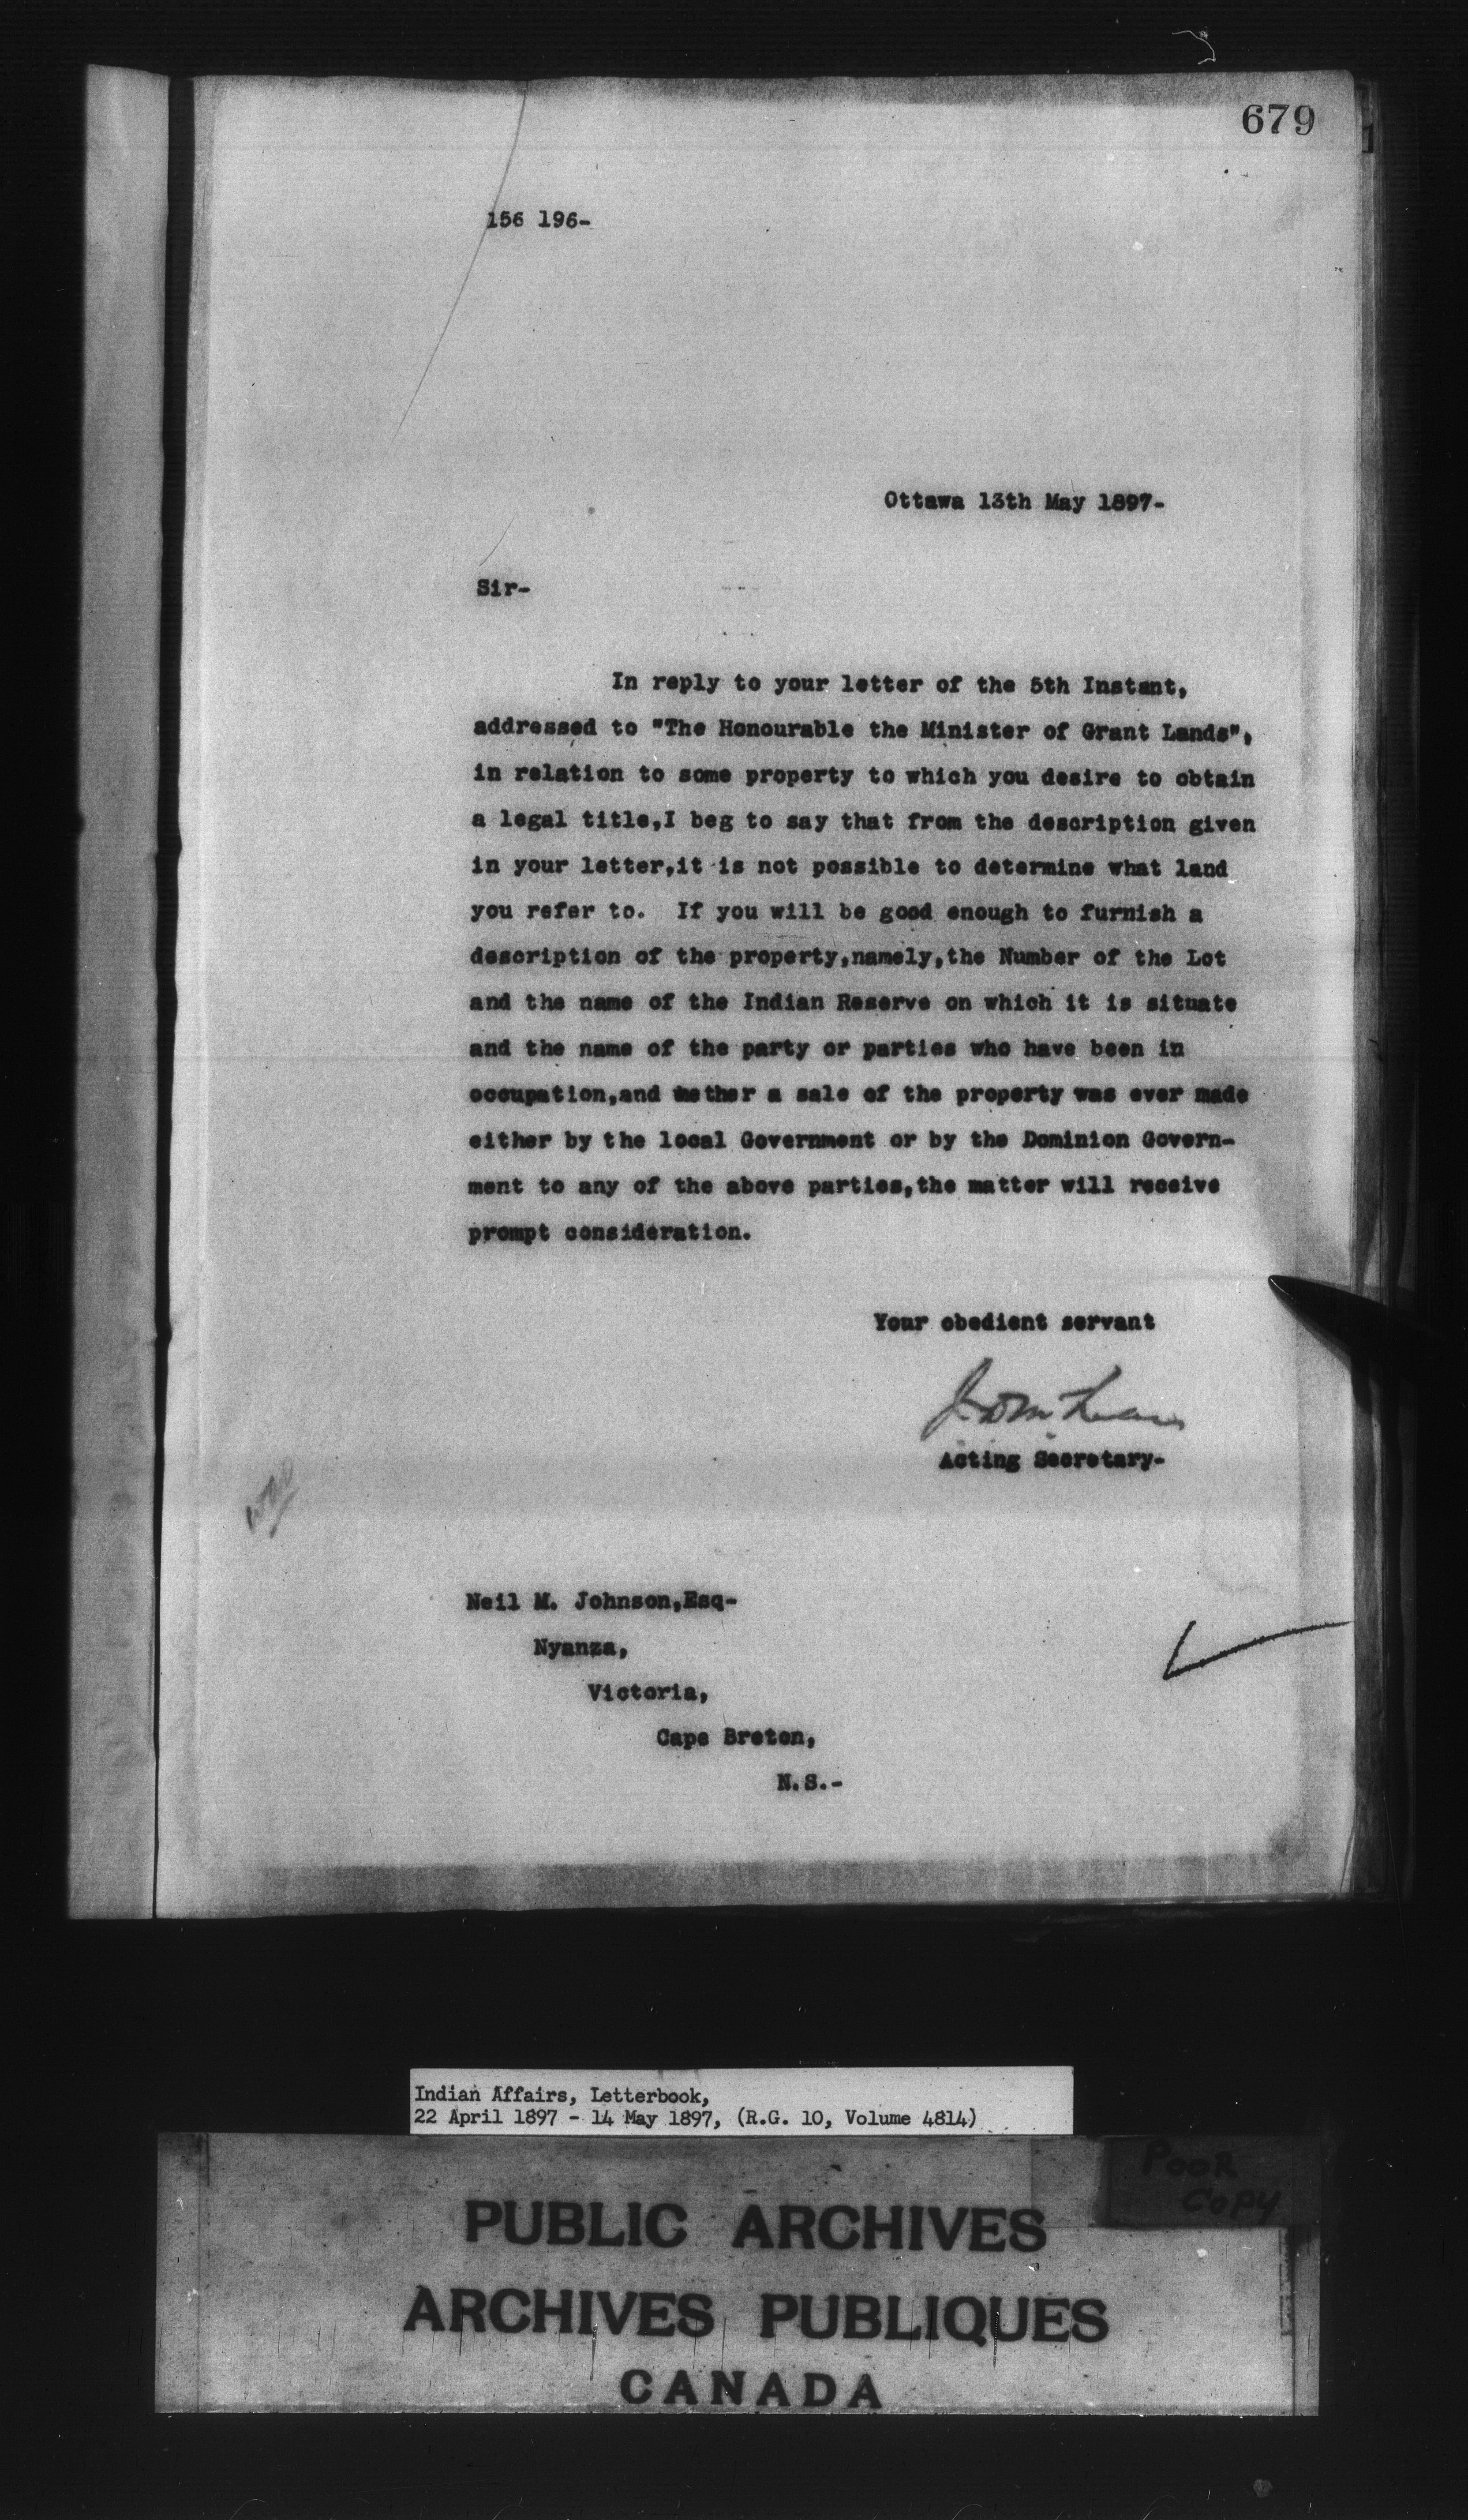 679
156 196-
Ottawa 13th May 1897-
Sir-
In reply to your letter of the 5th Instant,
addressed to "The Honourable the Minister of Grant Lands",
in relation to some property to which you desire to obtain
a legal title,I beg to say that from the description given
in your letter,it is not possible to determine what land
you refer to. If you will be good enough to furnish a
description of the property,namely,the Number of the Lot
and the name of the Indian Reserve on which it is situate
and the name of the party or parties who have been in
occupation,and whether a sale of the property was ever made
either by the local Government or by the Dominion Govern-
ment to any of the above parties,the matter will receive
prompt consideration.
Your obedient servant
Acting Secretary-
Neil M. Johnson,Esq-
Nyanza,
Victoria,
Cape Breton,
N.S.-
Indian Affairs, Letterbook,
22 April 1897 - 14 May 1897, (R.G. 10, Volume 4814)
POOR
COPY
PUBLIC ARCHIVES
ARCHIVES PUBLIQUES
CANADA